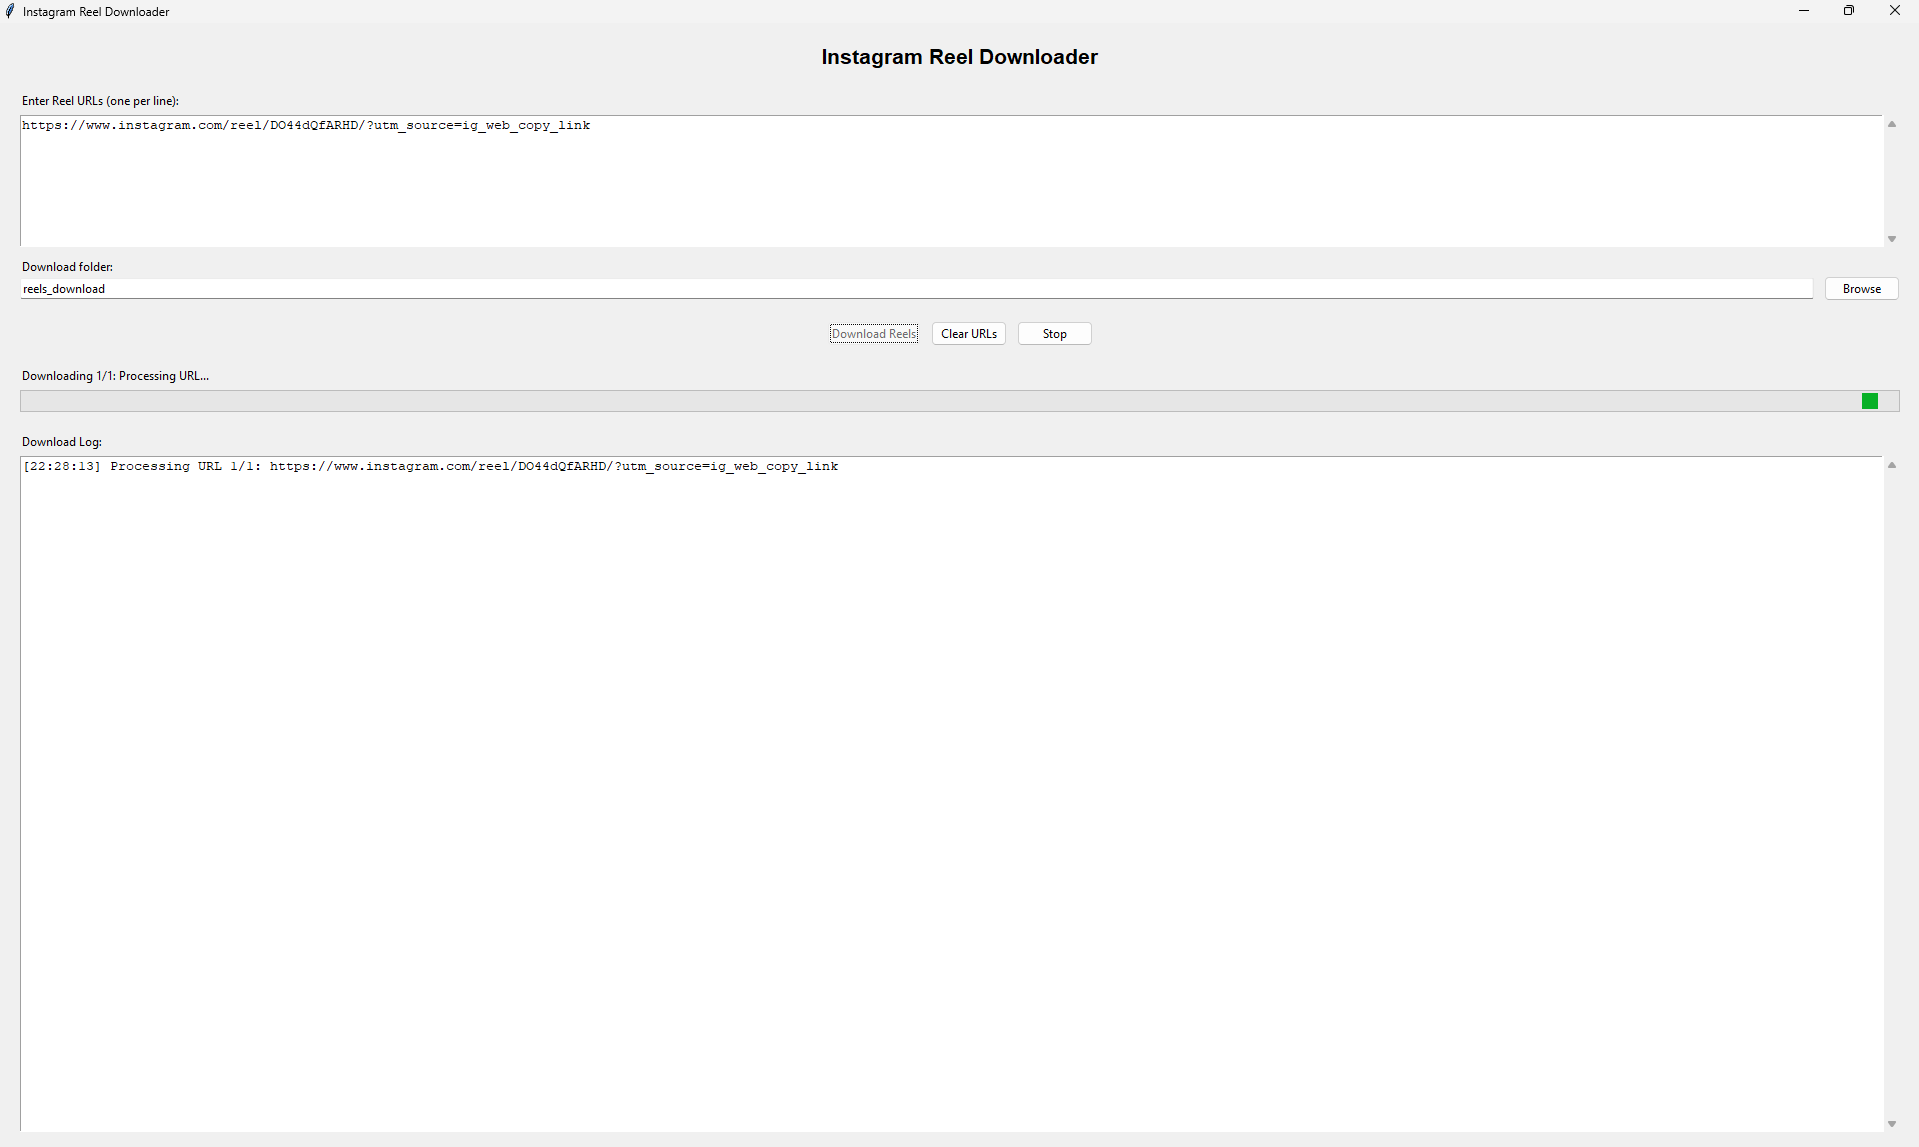 Instagram Reel Downloader
Instagram Reel Downloader
Enter Reel URLs (one per line):
https://www.instagram.com/reel/DO44dQfARHD/?utm_source=ig_web_copy_link
Download folder:
reels_download
Browse
Download Reels
Clear URLs
Stop
Downloading 1/1: Processing URL...
Download Log:
[22:28:13] Processing URL 1/1: https://www.instagram.com/reel/DO44dQfARHD/?utm_source=ig_web_copy_link